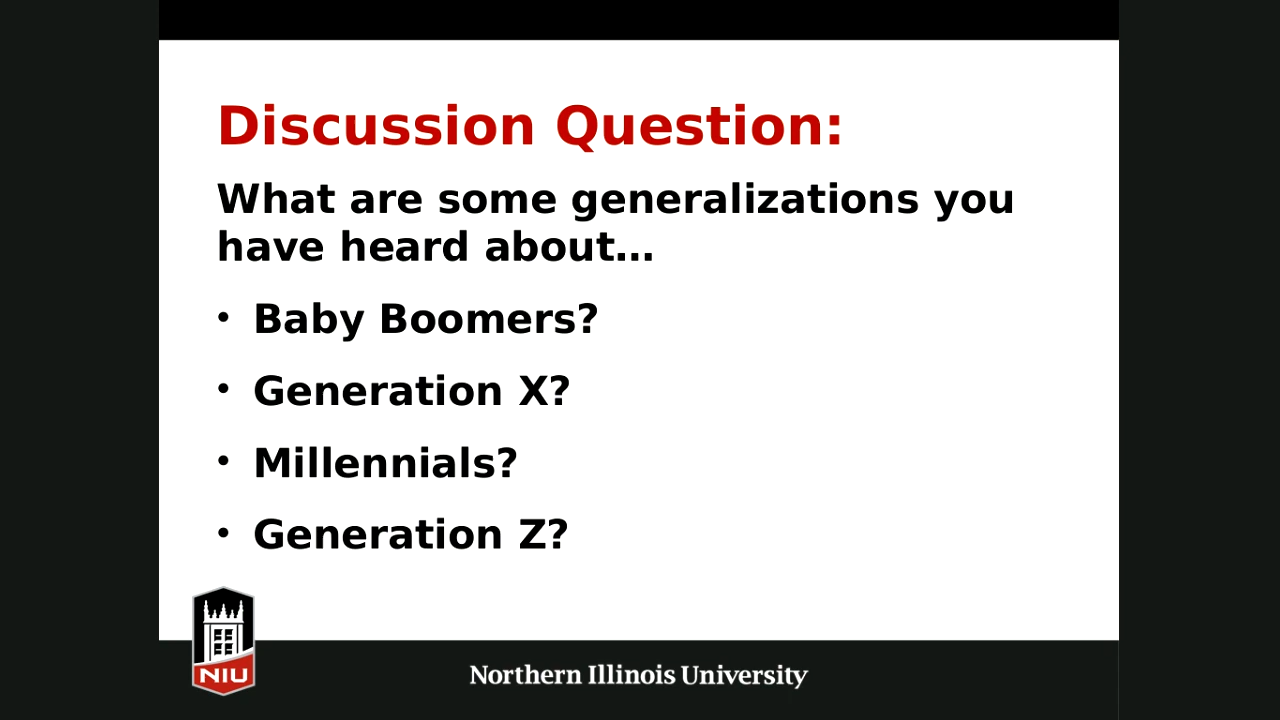 Discussion Question:
What are some generalizations you
have heard about...
• Baby Boomers?
• Generation X?
• Millennials?
• Generation Z?
NIU
Northern Illinois University